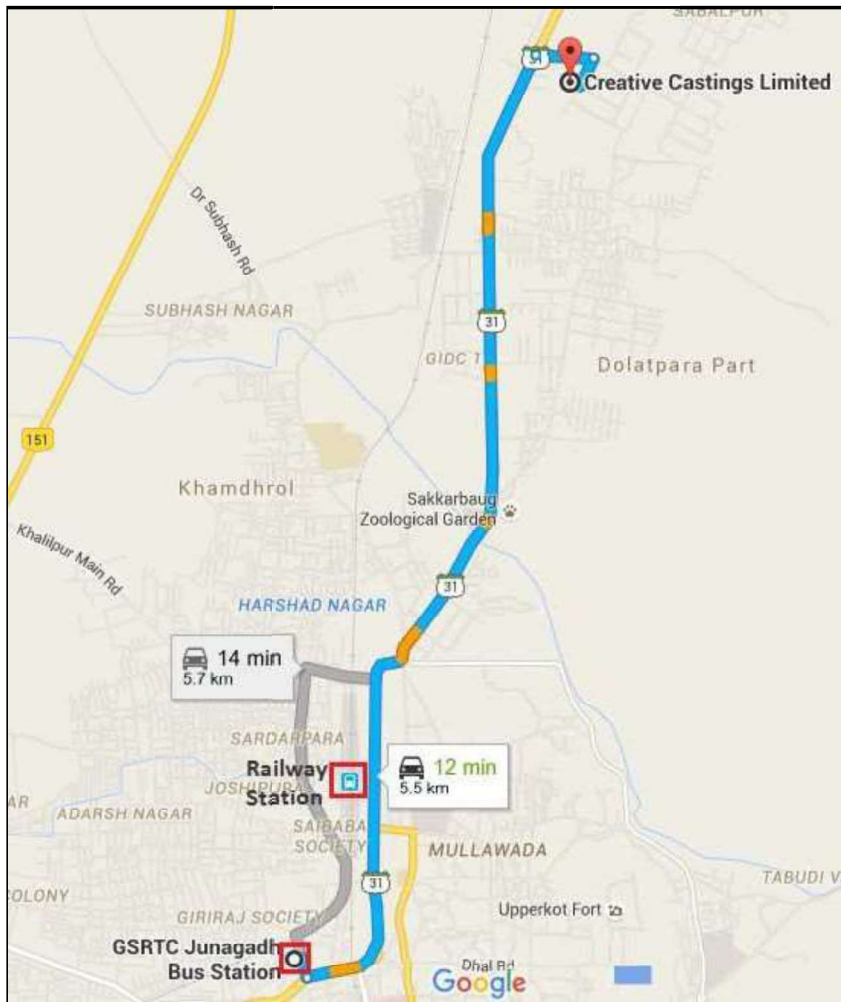 SABALPUR
Creative Castings Limited
Dr Subhash Rd
SUBHASH NAGAR
31
GIDC 1
Dolatpara Part
151
Khamdhrol
Sakkarbaug
Zoological Garden
Khalilpur Main Rd
31
HARSHAD NAGAR
14 min
5.7 km
SARDARPARA
Railway
Station
JOSHIPURA
12 min
5.5 km
AR
ADARSH NAGAR
SAIBABA
SOCIETY
MULLAWADA
31
TABUDI V
COLONY
GIRIRAJ SOCIETY
Upperkot Fort
GSRTC Junagadh
Bus Station
Dhal Rd
Google